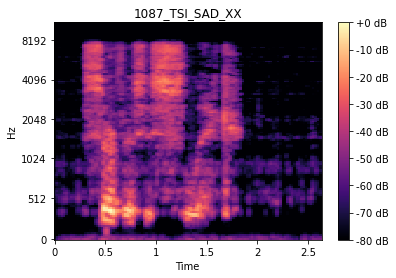 1087_TSI_SAD_XX
+0 dB
8192
-10 dB
4096
-20 dB
-30 dB
2048
Hz
-40 dB
1024
-50 dB
512
-60 dB
-70 dB
0
-80 dB
0 0.5 1 1.5 2 2.5
Time